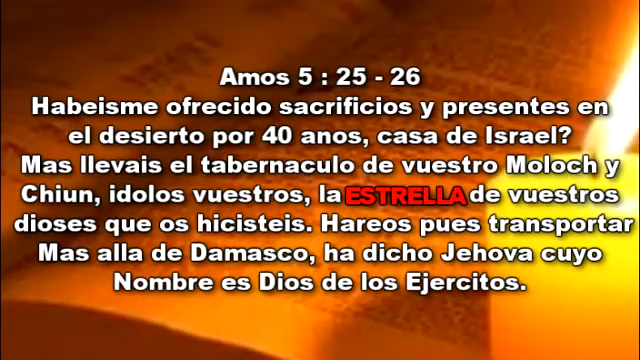 Amos 5 : 25 - 26
Habeisme ofrecido sacrificios y presentes en
el desierto por 40 anos, casa de Israel?
Mas llevais el tabernaculo de vuestro Moloch y
Chiun, idolos vuestros, la ESTRELLA de vuestros
dioses que os hicisteis. Hareos pues transportar
Mas alla de Damasco, ha dicho Jehova cuyo
Nombre es Dios de los Ejercitos.